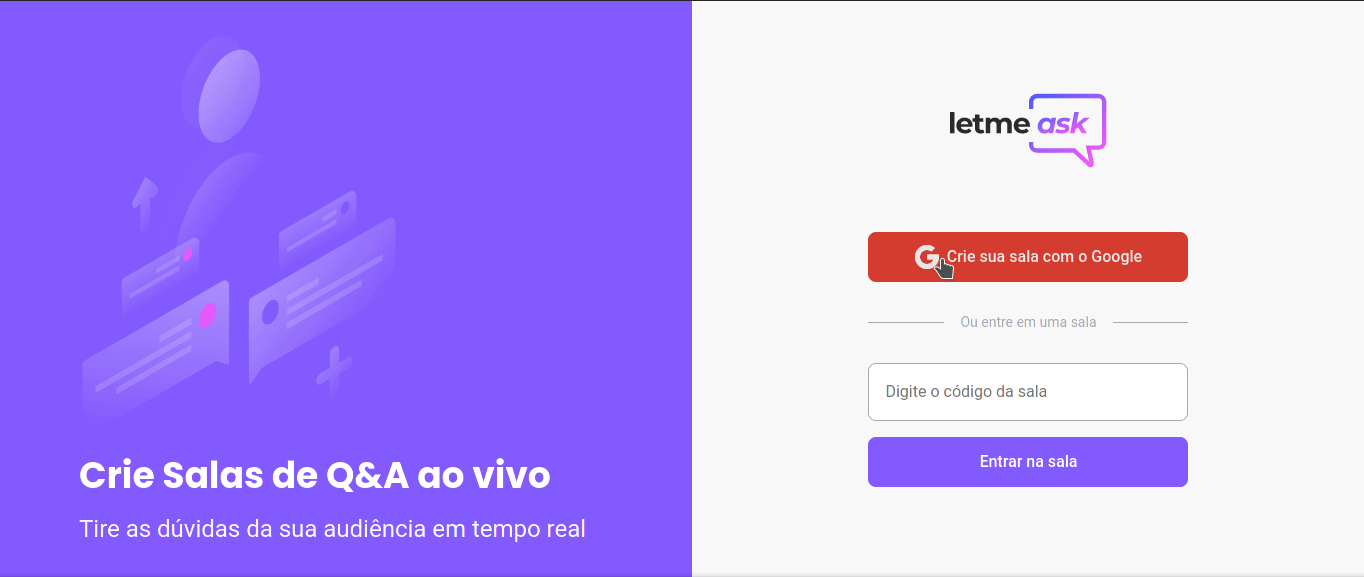 Crie Salas de Q&A ao vivo
Tire as dúvidas da sua audiência em tempo real
letme ask
G Crie sua sala com o Google
Ou entre em uma sala
Digite o código da sala
Entrar na sala